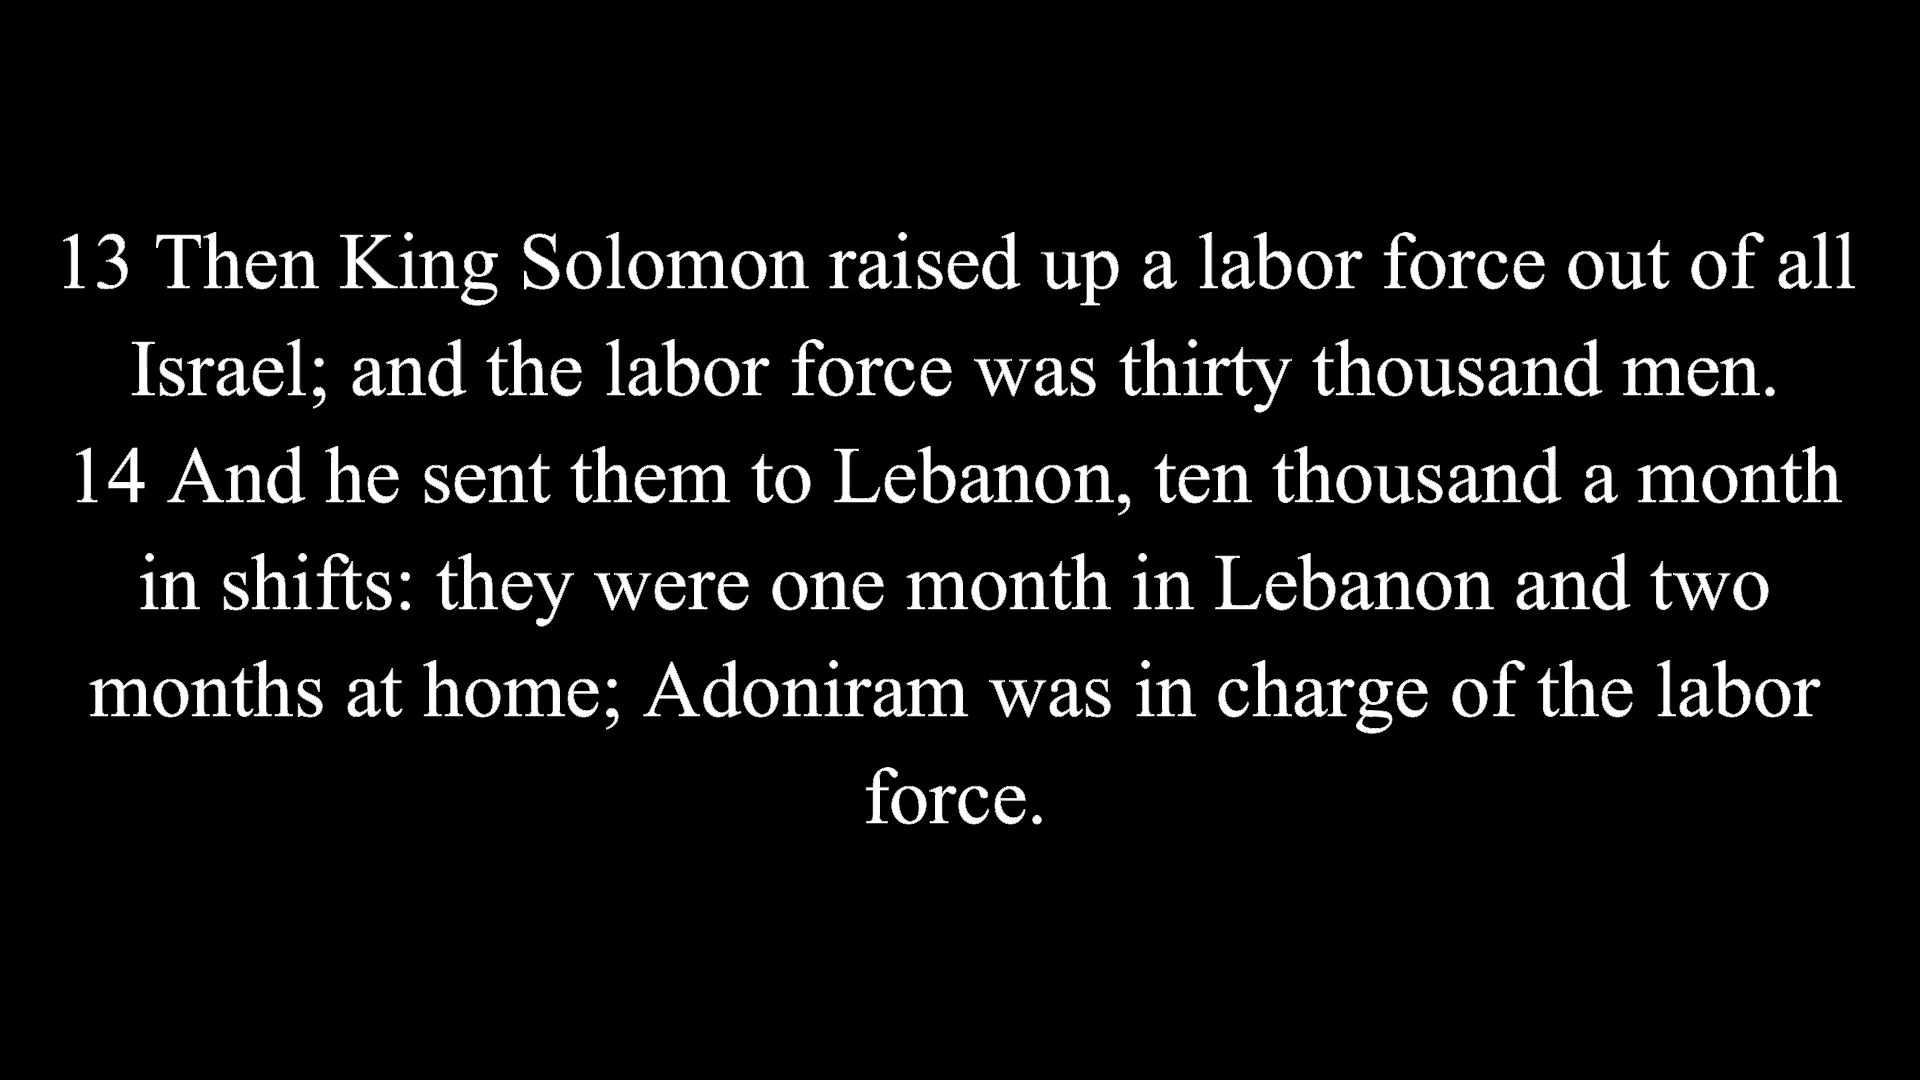 13 Then King Solomon raised up a labor force out of all
Israel; and the labor force was thirty thousand men.
14 And he sent them to Lebanon, ten thousand a month
in shifts: they were one month in Lebanon and two
months at home; Adoniram was in charge of the labor
force.